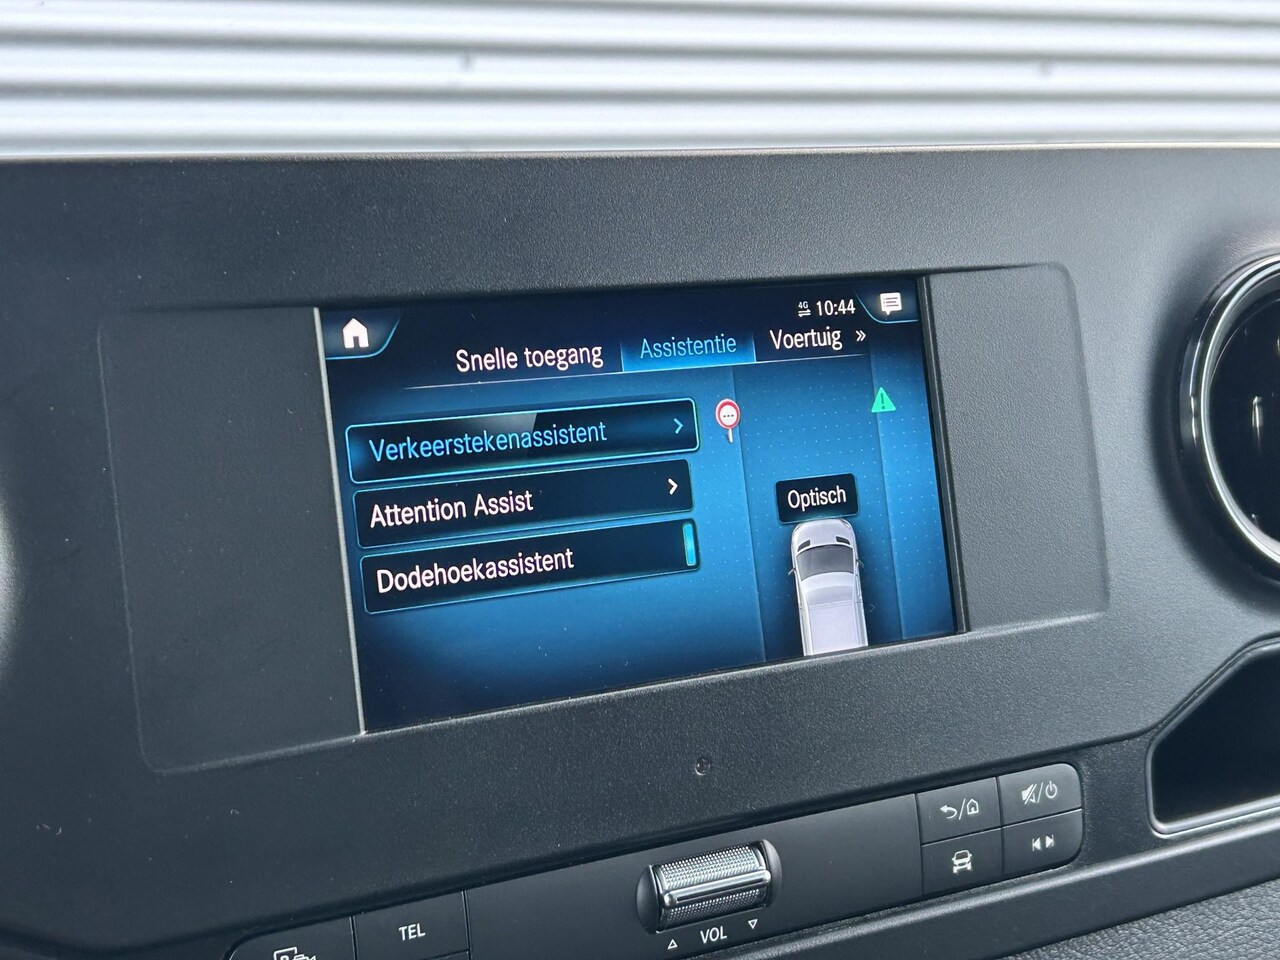 4G 10:44
Snelle toegang Assistentie Voertuig »
Verkeerstekenassistent
Attention Assist
Optisch
Dodehoekassistent
TEL
VOL